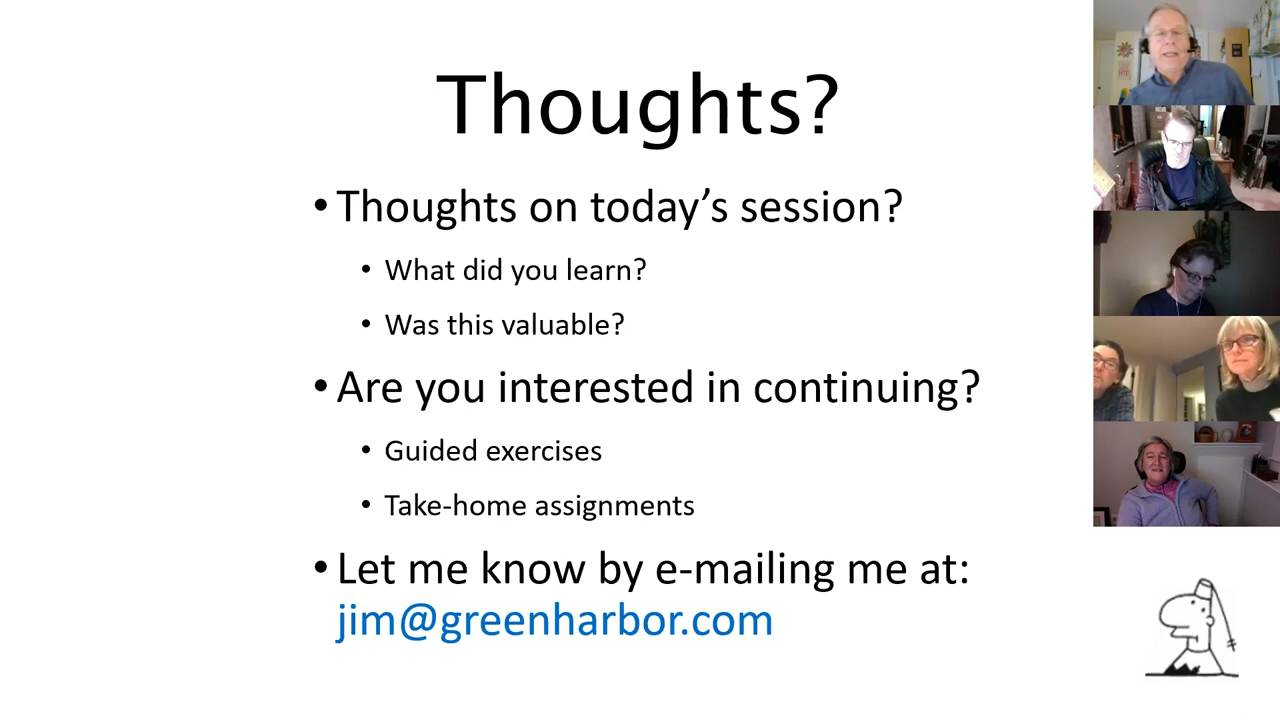 Thoughts?
• Thoughts on today’s session?
• What did you learn?
• Was this valuable?
• Are you interested in continuing?
• Guided exercises
• Take-home assignments
• Let me know by e-mailing me at:
jim@greenharbor.com